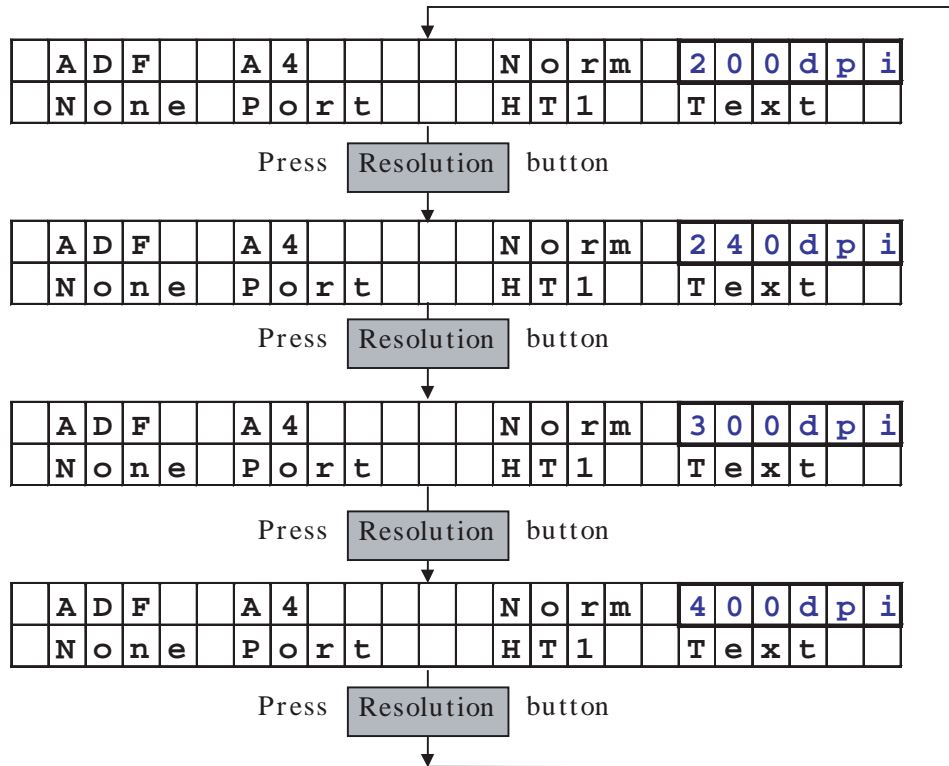 ADF A4 Norm 200dpi
None Port HT1 Text
Press Resolution button
ADF A4 Norm 240dpi
None Port HT1 Text
Press Resolution button
ADF A4 Norm 300dpi
None Port HT1 Text
Press Resolution button
ADF A4 Norm 400dpi
None Port HT1 Text
Press Resolution button